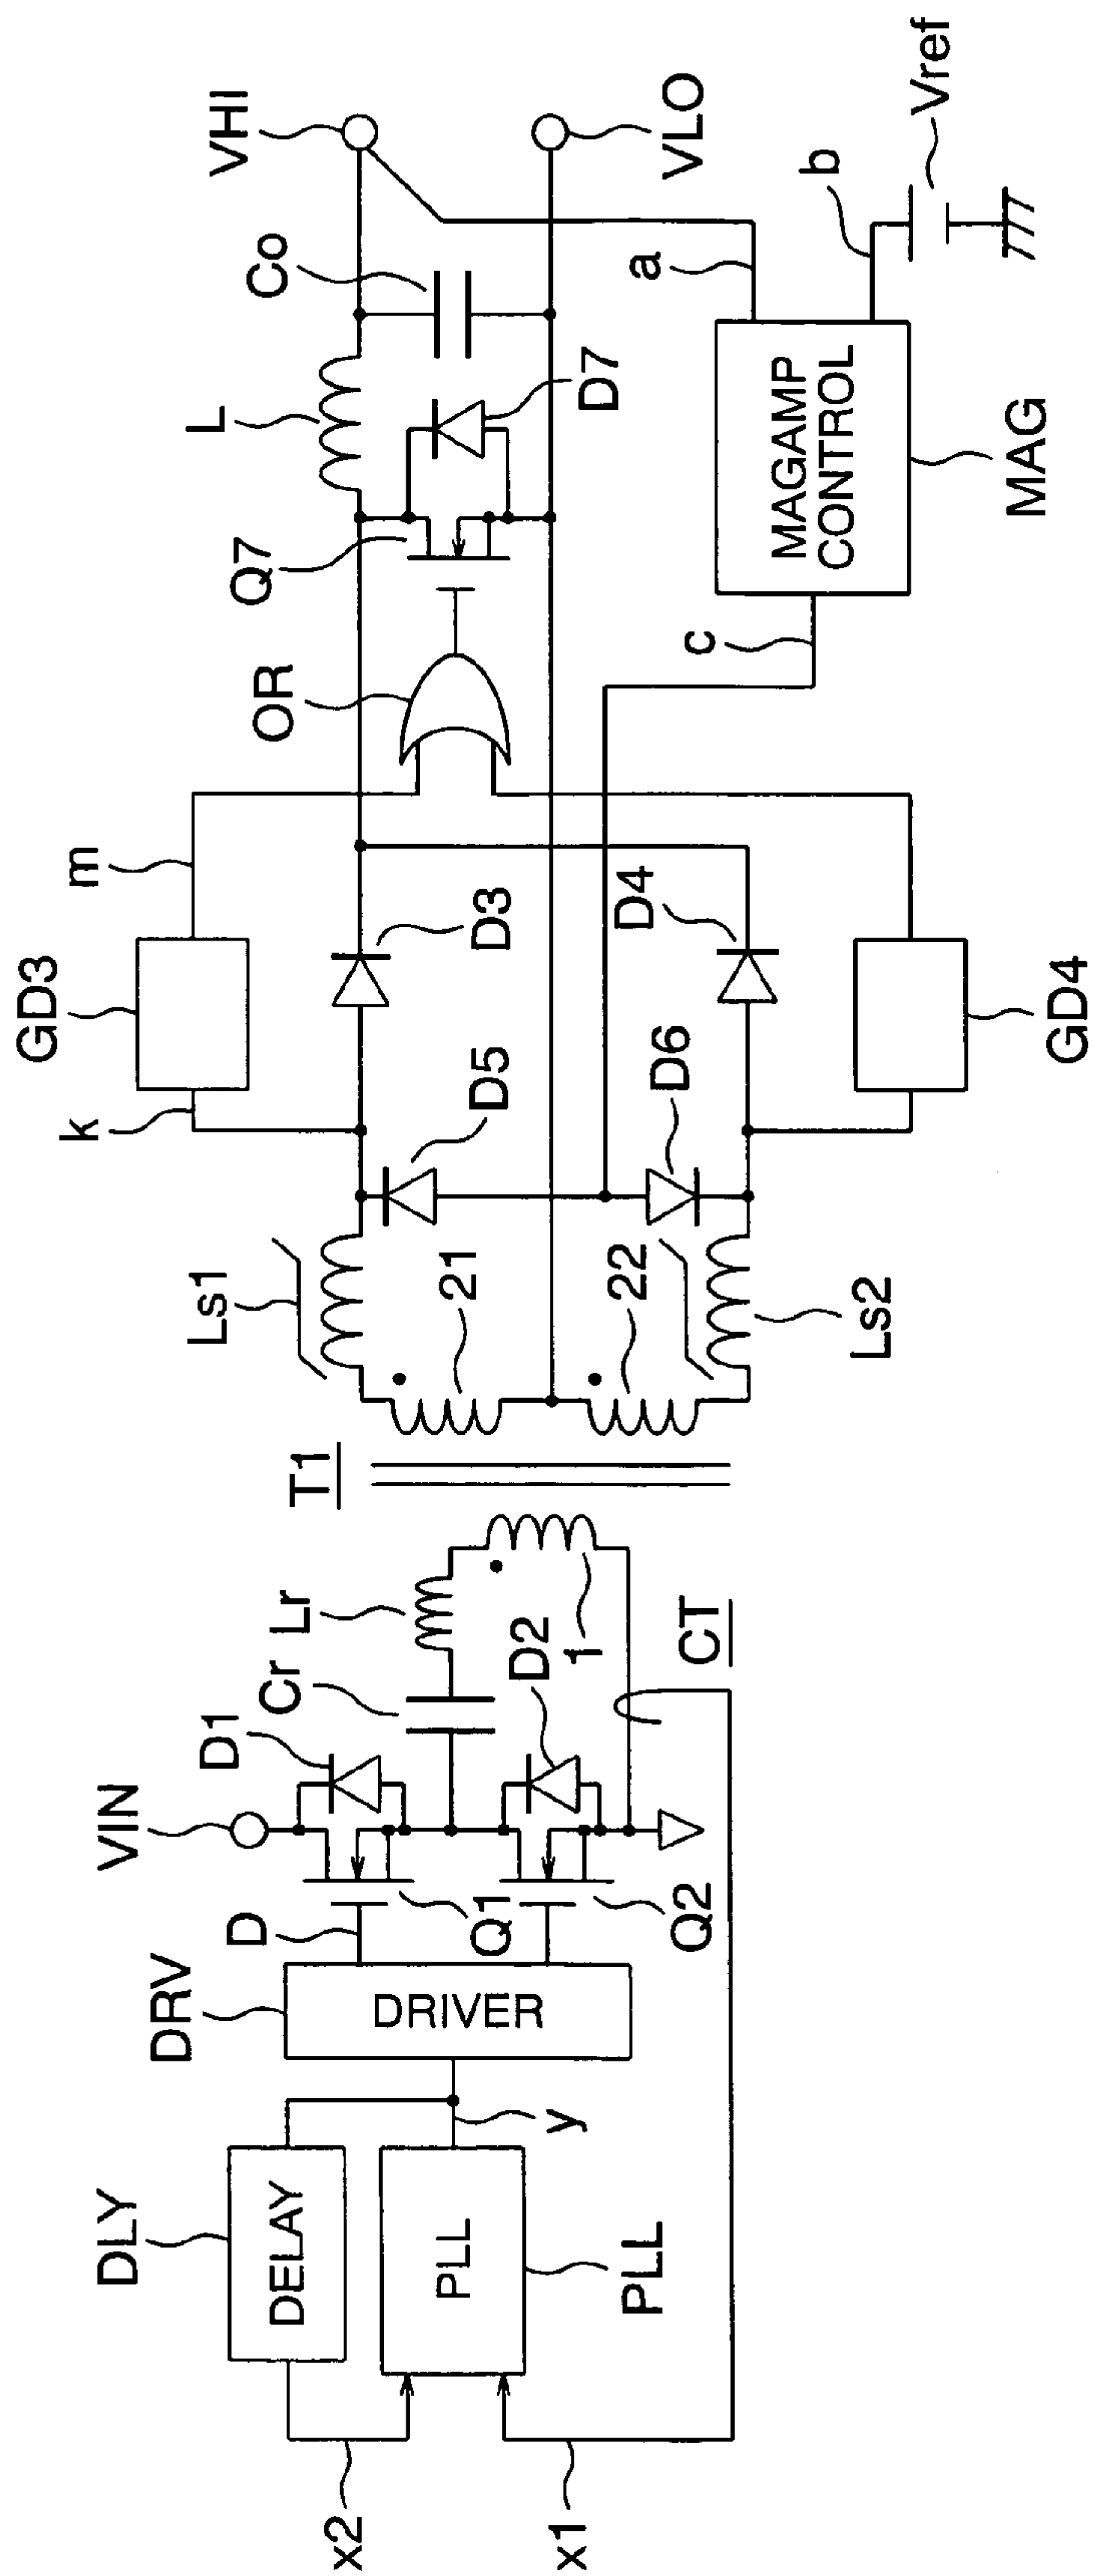 VHI
VLO
Vref
b
a
Co
L
D7
Q7
MAGAMP
CONTROL
MAG
OR
c
m
GD3
k
D3
D4
D5
D6
GD4
Ls1
21
22
Ls2
T1
Lr
Cr
1
CT
D1
D2
VIN
D
Q1
Q2
DRV
DRIVER
y
DLY
DELAY
PLL
PLL
x2
x1